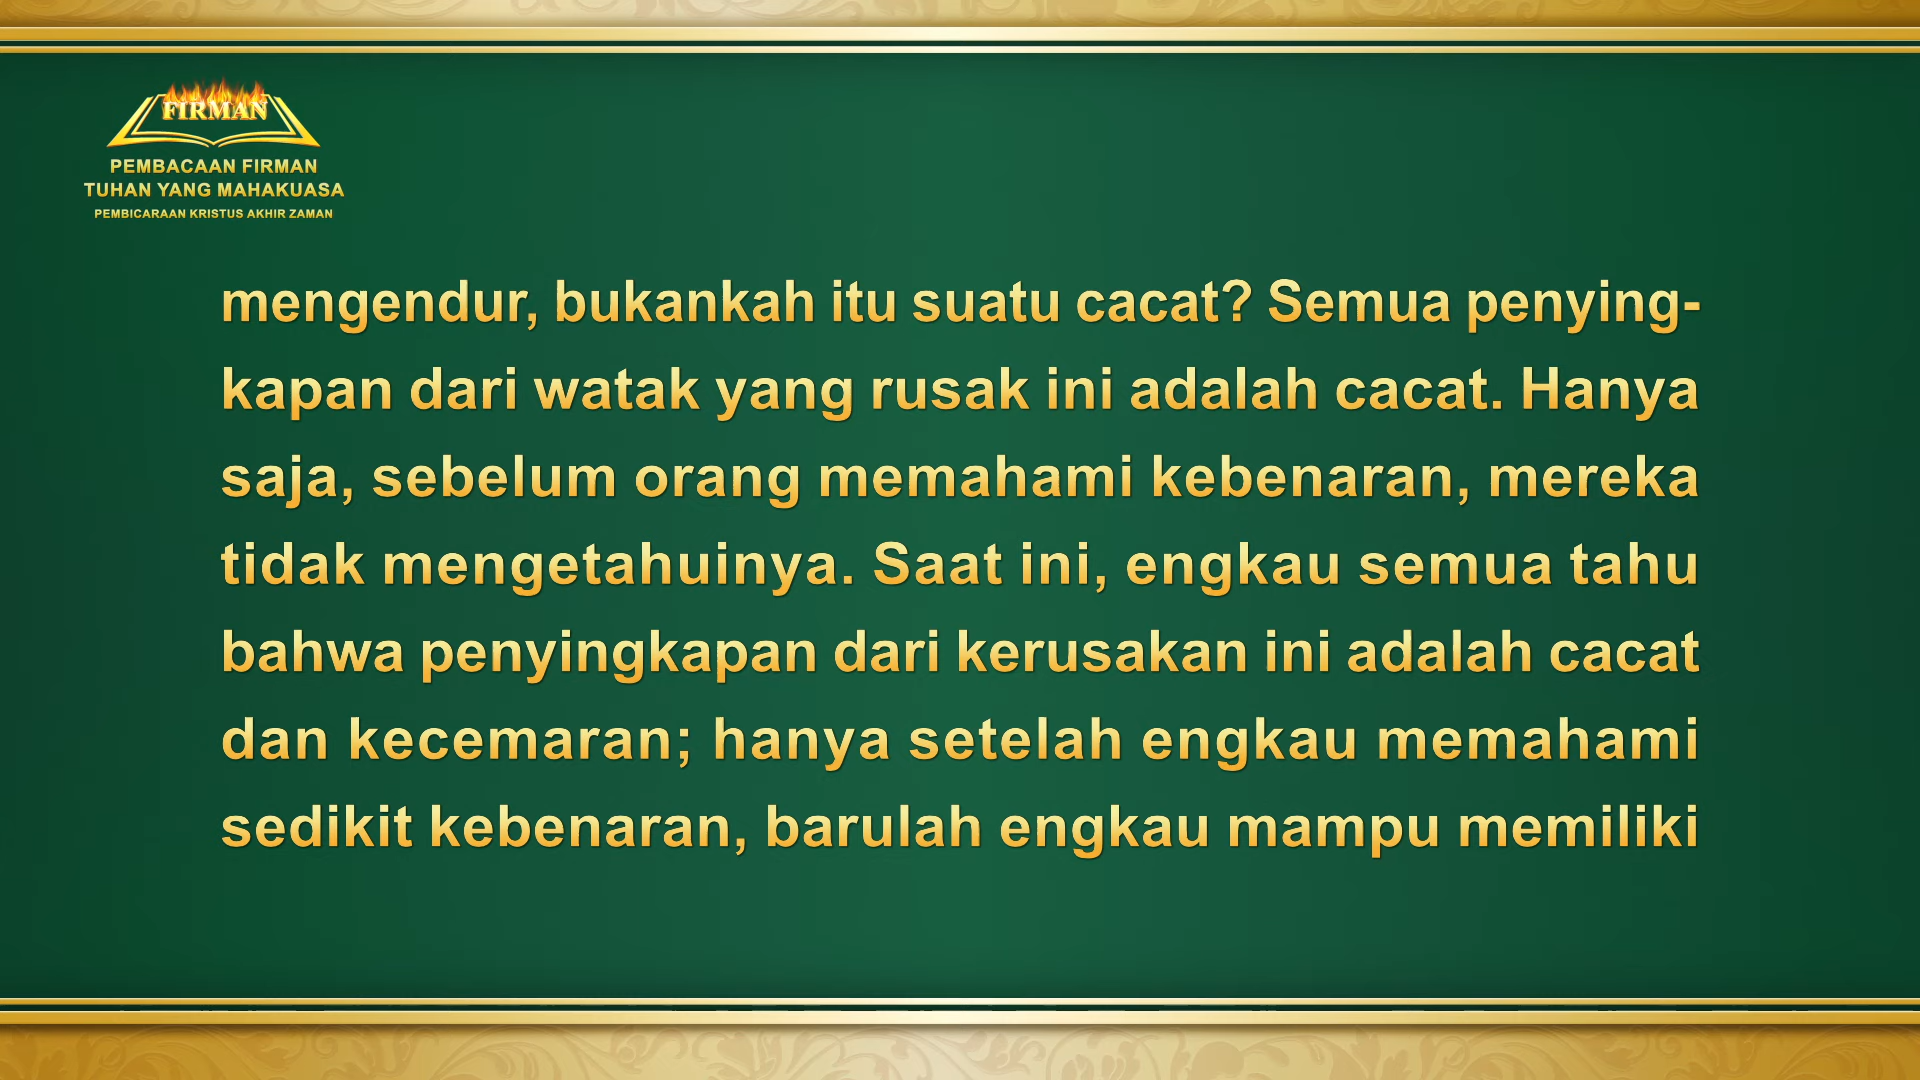 FIRMAN
PEMBACAAN FIRMAN
TUHAN YANG MAHAKUASA
PEMBICARAAN KRISTUS AKHIR ZAMAN
mengendur, bukankah itu suatu cacat? Semua penying-
kapan dari watak yang rusak ini adalah cacat. Hanya
saja, sebelum orang memahami kebenaran, mereka
tidak mengetahuinya. Saat ini, engkau semua tahu
bahwa penyingkapan dari kerusakan ini adalah cacat
dan kecemaran; hanya setelah engkau memahami
sedikit kebenaran, barulah engkau mampu memiliki